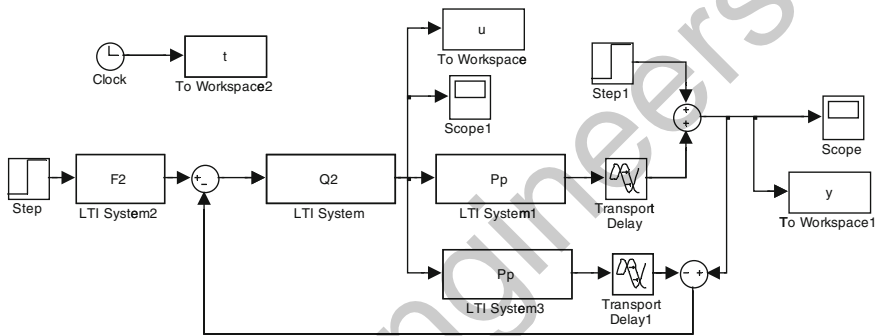 t
Clock
To Workspace2
u
To Workspace
Scope1
Step1
+
+
Scope
Step
F2
LTI System2
+
−
Q2
LTI System
Pp
LTI System1
Transport
Delay
y
To Workspace1
Pp
LTI System3
Transport
Delay1
− +
ngineers